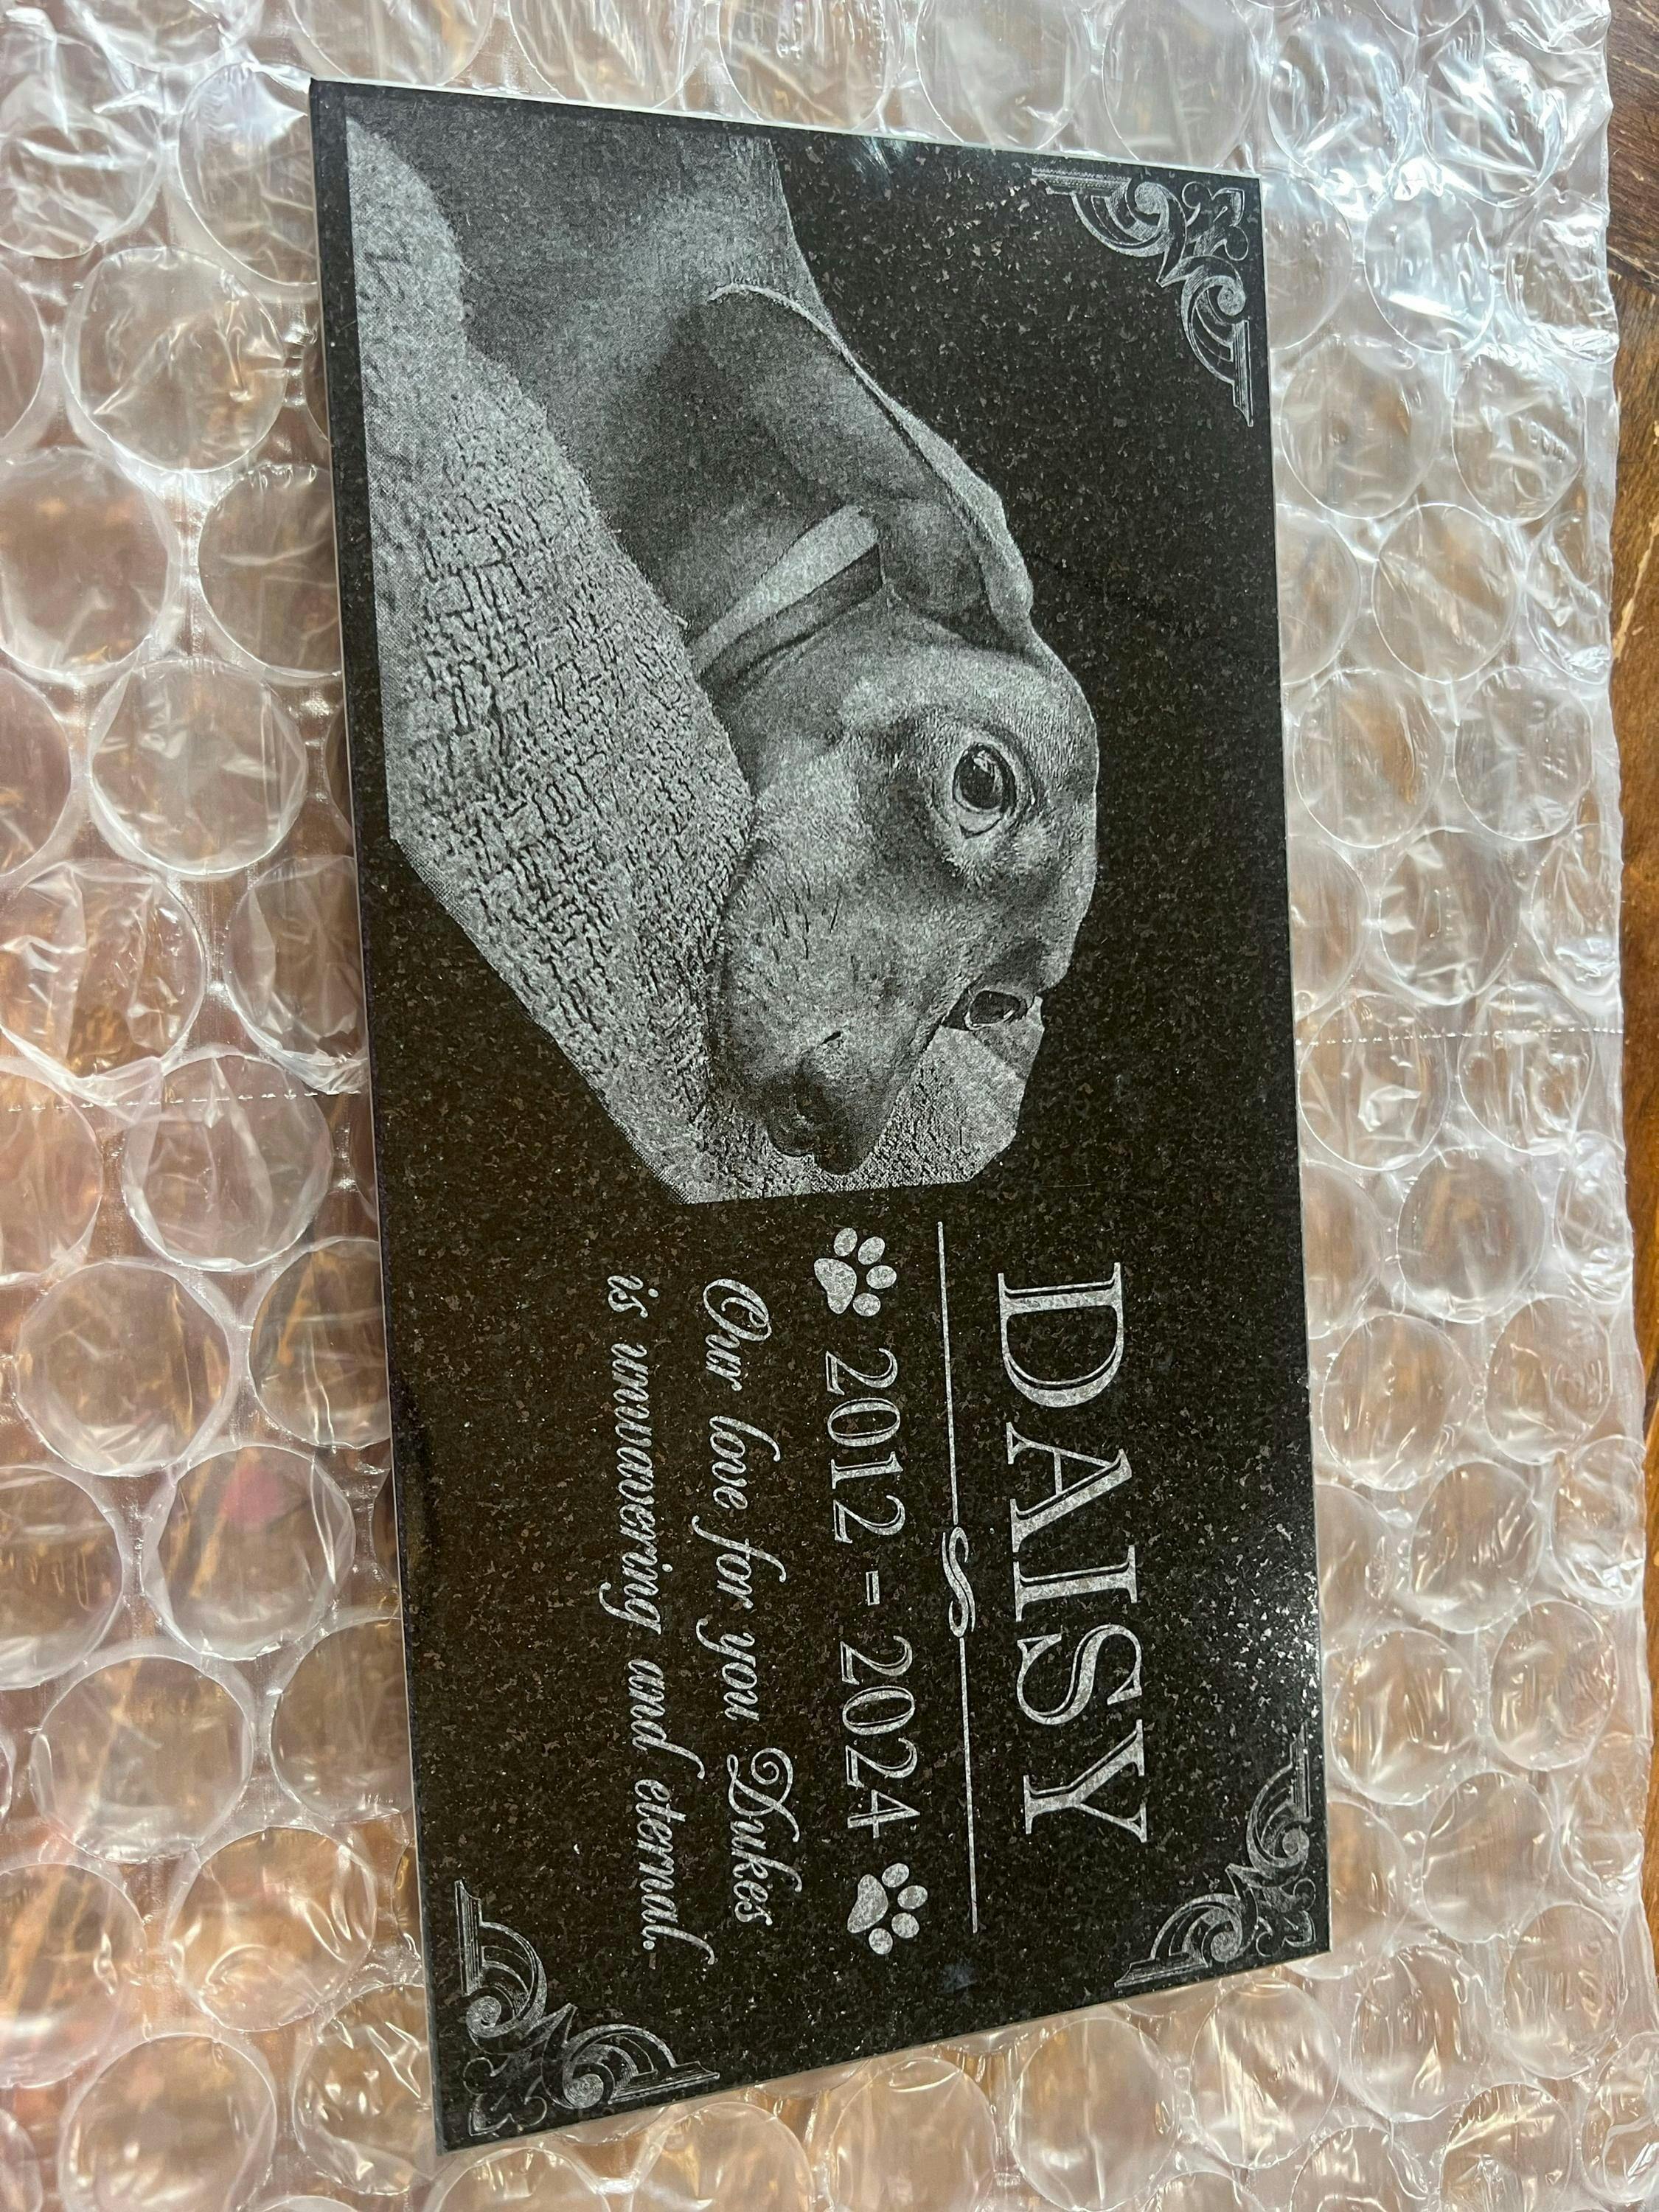 DAISY
2012 - 2024
Our love for you Dukes
is unwavering and eternal.